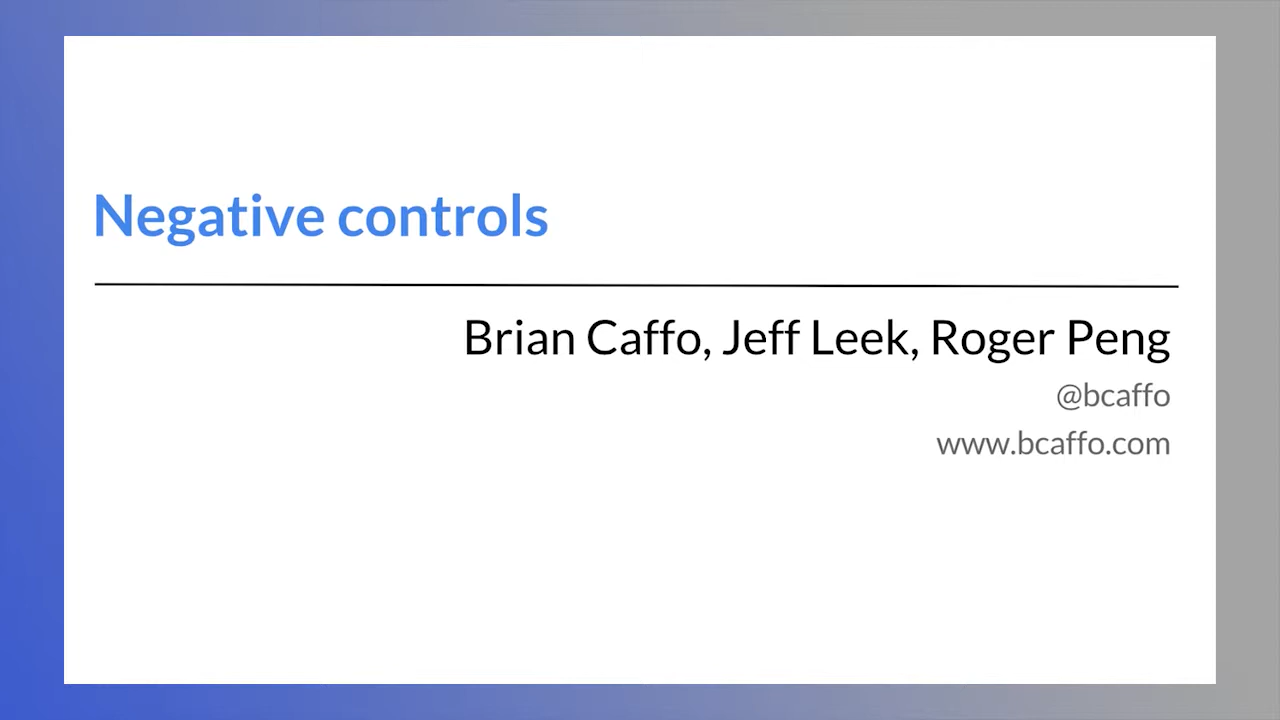 Negative controls
Brian Caffo, Jeff Leek, Roger Peng
@bcaffo
www.bcaffo.com